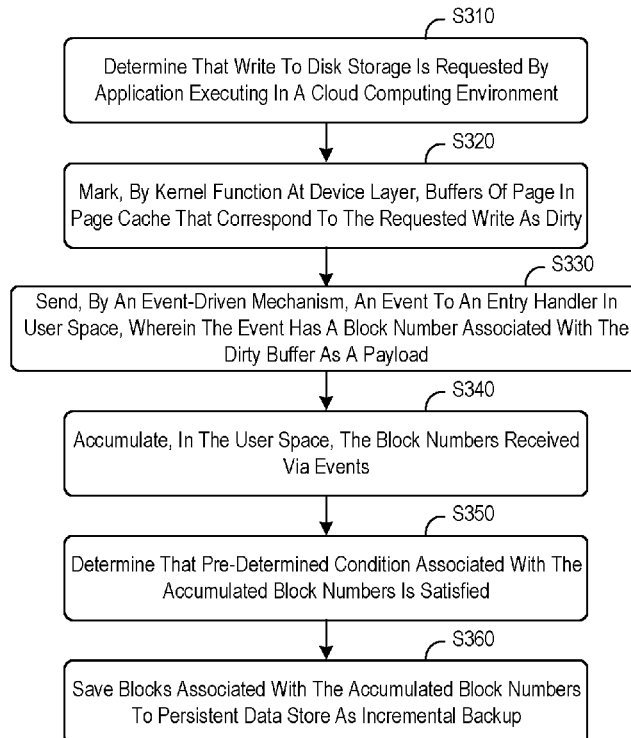 S310
Determine That Write To Disk Storage Is Requested By
Application Executing In A Cloud Computing Environment
S320
Mark, By Kernel Function At Device Layer, Buffers Of Page In
Page Cache That Correspond To The Requested Write As Dirty
S330
Send, By An Event-Driven Mechanism, An Event To An Entry Handler In
User Space, Wherein The Event Has A Block Number Associated With The
Dirty Buffer As A Payload
S340
Accumulate, In The User Space, The Block Numbers Received
Via Events
S350
Determine That Pre-Determined Condition Associated With The
Accumulated Block Numbers Is Satisfied
S360
Save Blocks Associated With The Accumulated Block Numbers
To Persistent Data Store As Incremental Backup